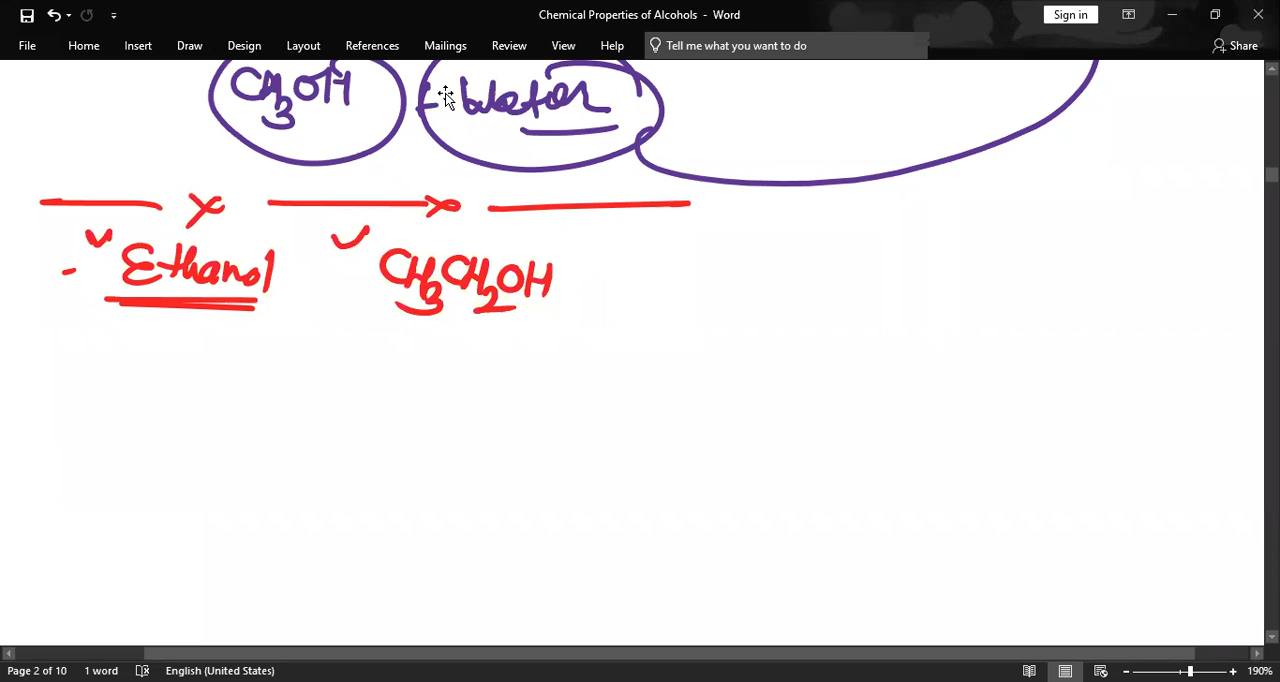 Chemical Properties of Alcohols - Word
Sign in
File Home Insert Draw Design Layout References Mailings Review View Help Tell me what you want to do Share
CH3OH + water
Ethanol CH3CH2OH
Page 2 of 10 1 word English (United States) 190%